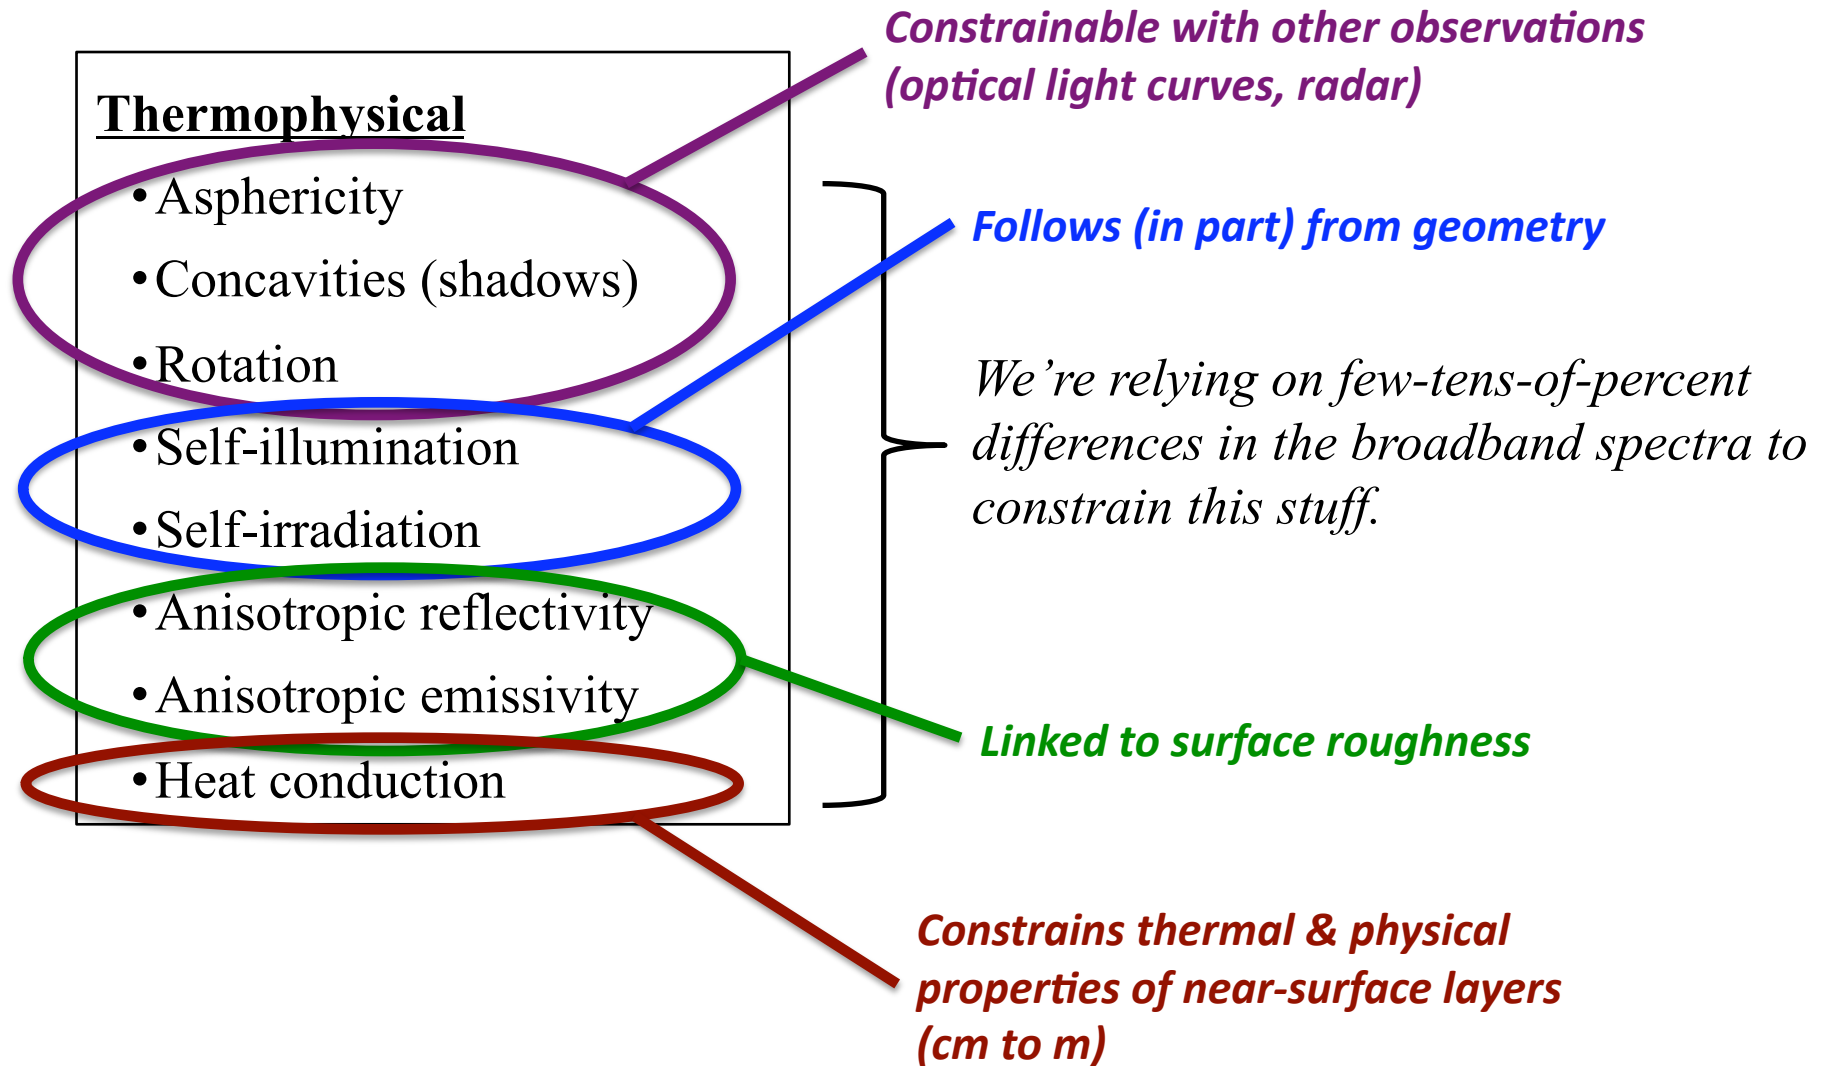 Constrainable with other observations
(optical light curves, radar)
Thermophysical
•Asphericity
•Concavities (shadows)
•Rotation
•Self-illumination
•Self-irradiation
•Anisotropic reflectivity
•Anisotropic emissivity
•Heat conduction
Follows (in part) from geometry
We’re relying on few-tens-of-percent
differences in the broadband spectra to
constrain this stuff.
Linked to surface roughness
Constrains thermal & physical
properties of near-surface layers
(cm to m)